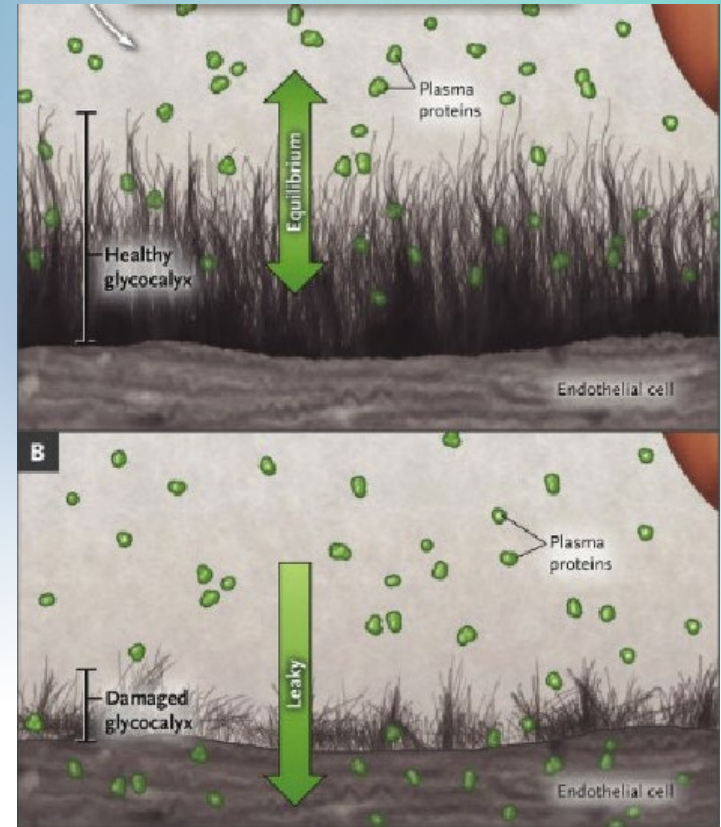 Plasma
proteins
Equilibrium
Healthy
glycocalyx
Endothelial cell
B
Plasma
proteins
Leaky
Damaged
glycocalyx
Endothelial cell